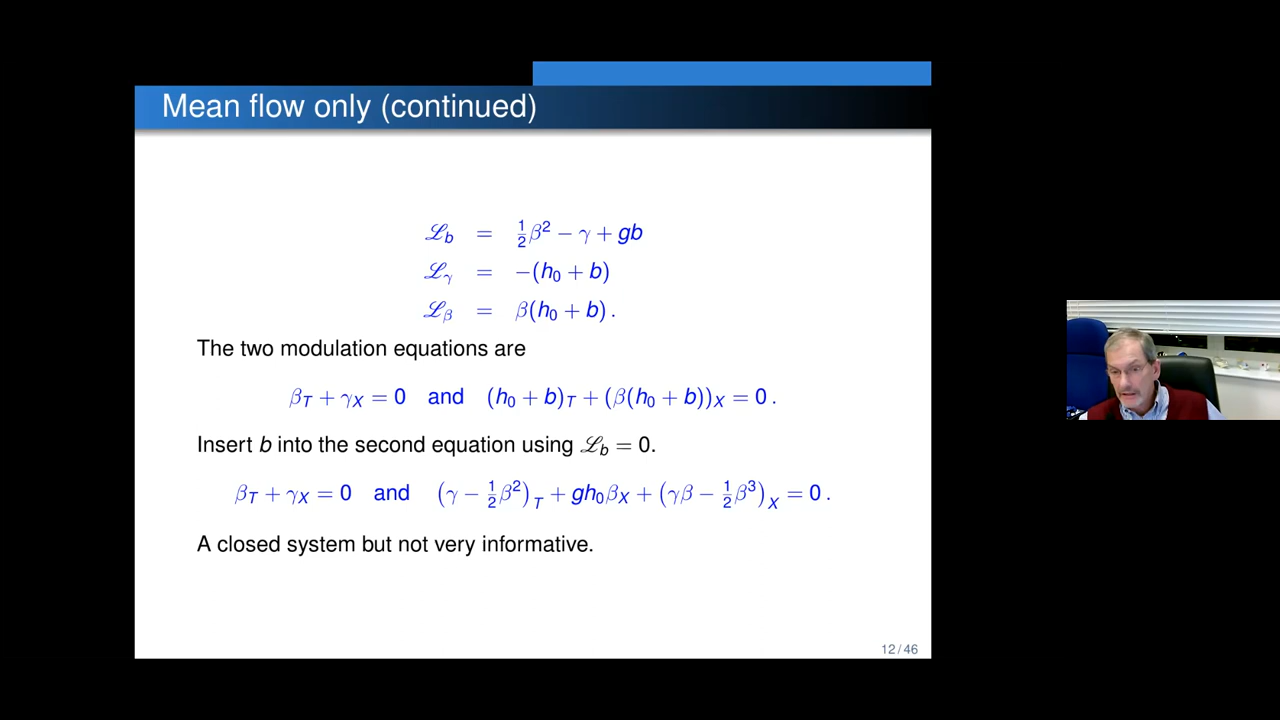 Mean flow only (continued)
ℒ_b = ½β² − γ + gb
ℒ_γ = −(h₀ + b)
ℒ_β = β(h₀ + b) .
The two modulation equations are
β_T + γ_X = 0 and (h₀ + b)_T + (β(h₀ + b))_X = 0 .
Insert b into the second equation using ℒ_b = 0.
β_T + γ_X = 0 and (γ − ½β²)_T + gh₀β_X + (γβ − ½β³)_X = 0 .
A closed system but not very informative.
12 / 46